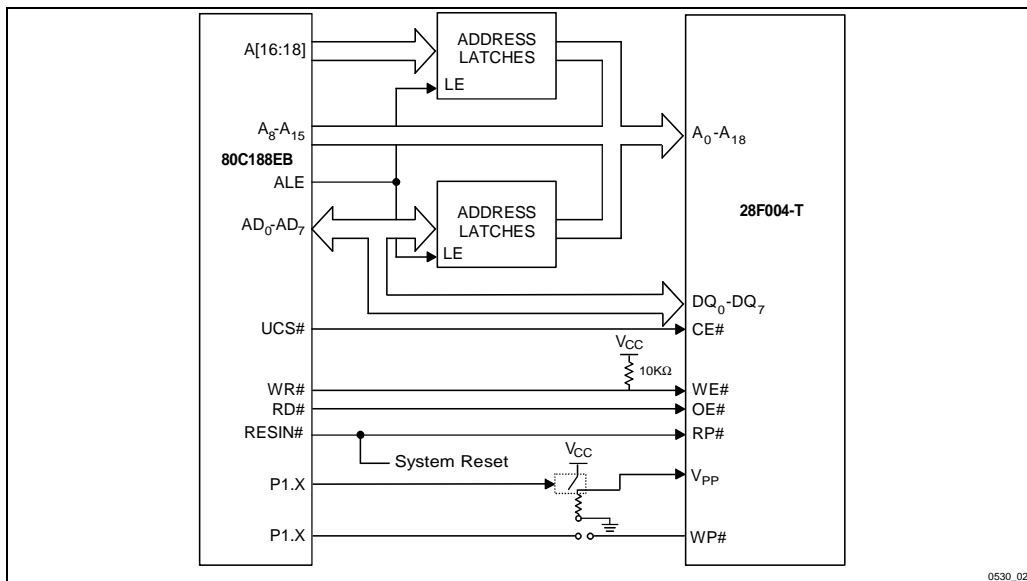 A[16:18]
ADDRESS
LATCHES
LE
A8-A15
80C188EB
ALE
A0-A18
AD0-AD7
ADDRESS
LATCHES
LE
28F004-T
DQ0-DQ7
UCS#
CE#
VCC
10KΩ
WR#
WE#
RD#
OE#
RESIN#
RP#
System Reset
VCC
P1.X
VPP
P1.X
WP#
0530_02